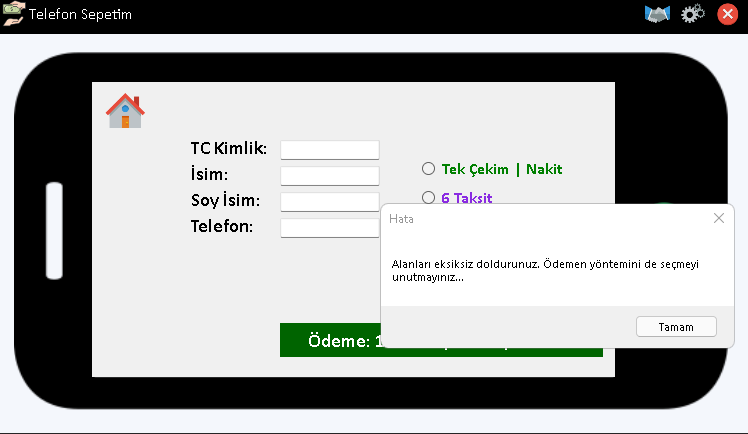 Telefon Sepetim
TC Kimlik:
İsim:
Soy İsim:
Telefon:
Tek Çekim | Nakit
6 Taksit
Hata
Alanları eksiksiz doldurunuz. Ödemen yöntemini de seçmeyi
unutmayınız...
Tamam
Ödeme: 1